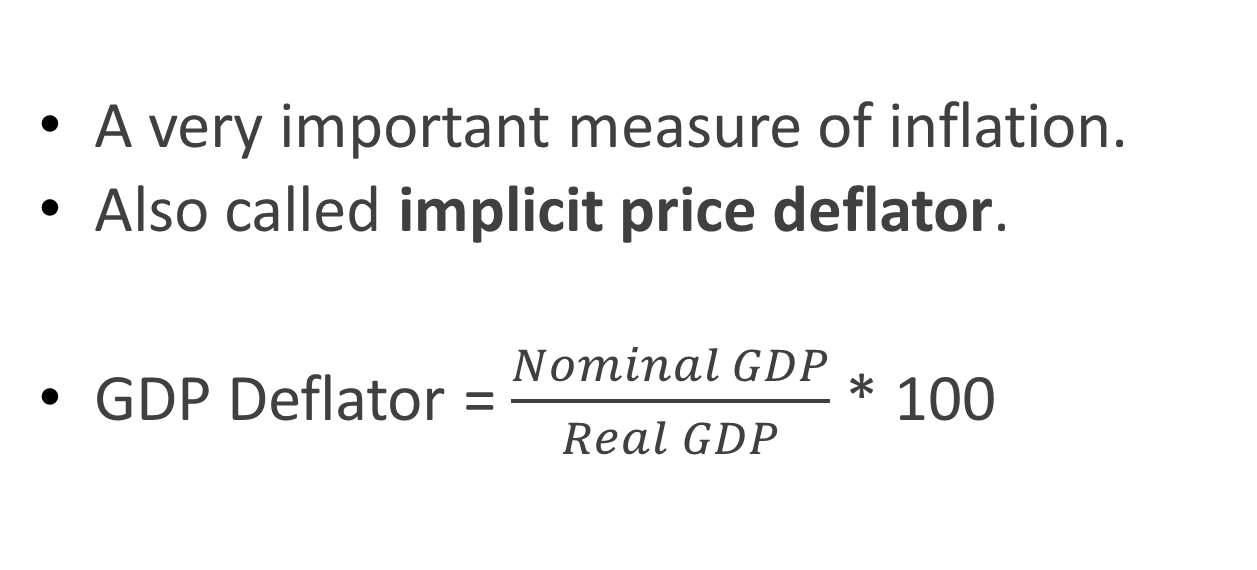 • A very important measure of inflation.
• Also called implicit price deflator.
• GDP Deflator = Nominal GDP / Real GDP * 100